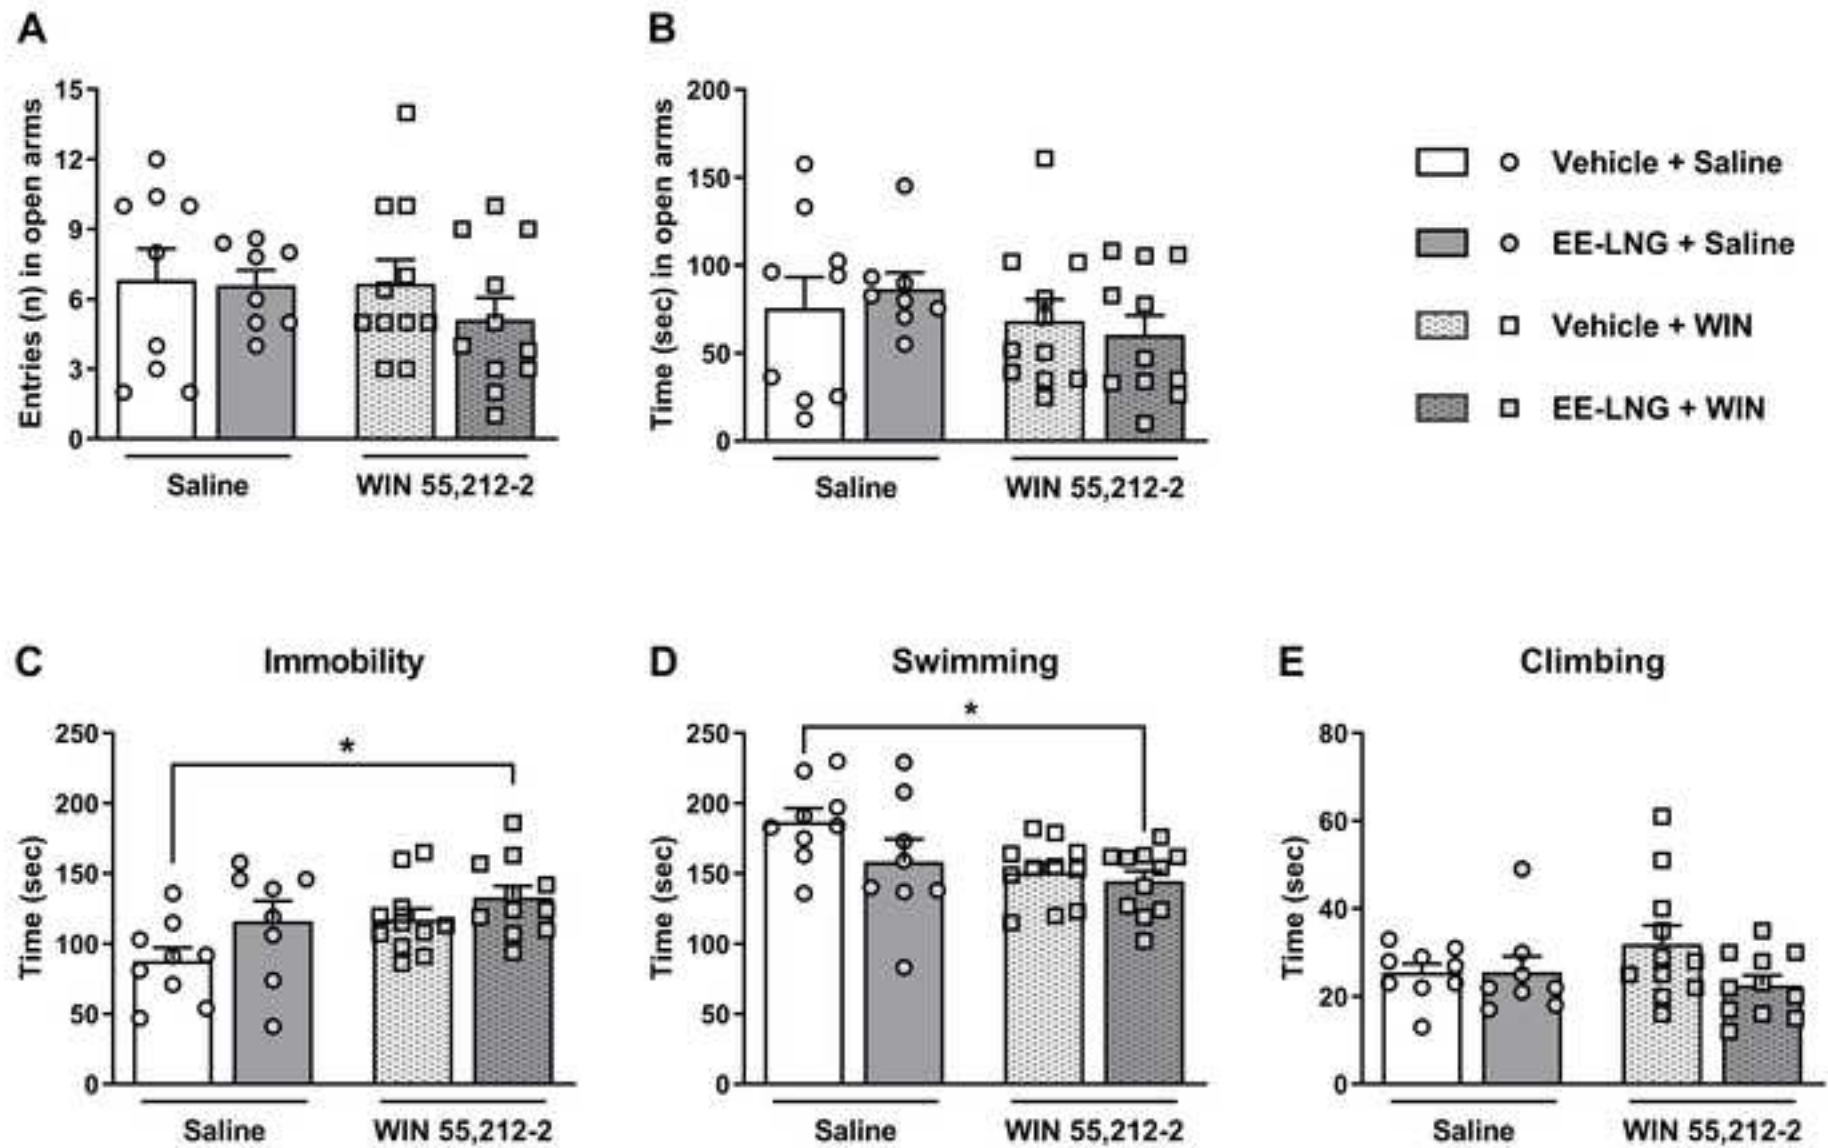 A
Entries (n) in open arms
15
12
9
6
3
0
Saline
WIN 55,212-2
B
Time (sec) in open arms
200
150
100
50
0
Saline
WIN 55,212-2
Vehicle + Saline
EE-LNG + Saline
Vehicle + WIN
EE-LNG + WIN
C
Immobility
Time (sec)
250
200
150
100
50
0
*
Saline
WIN 55,212-2
D
Swimming
Time (sec)
250
200
150
100
50
0
*
Saline
WIN 55,212-2
E
Climbing
Time (sec)
80
60
40
20
0
Saline
WIN 55,212-2